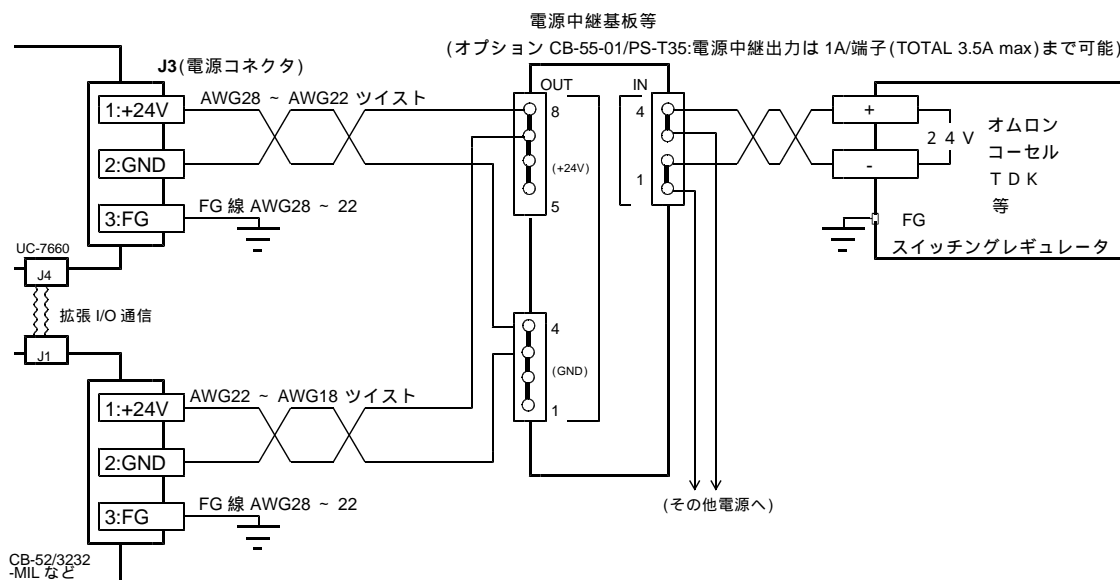 電源中継基板等
(オプション CB-55-01/PS-T35:電源中継出力は 1A/端子(TOTAL 3.5A max)まで可能)
J3(電源コネクタ)
1:+24V
AWG28 ~ AWG22 ツイスト
2:GND
3:FG
FG 線 AWG28 ~ 22
UC-7660
J4
拡張 I/O 通信
J1
1:+24V
AWG22 ~ AWG18 ツイスト
2:GND
3:FG
FG 線 AWG28 ~ 22
CB-52/3232
-MIL など
OUT
8
(+24V)
5
4
(GND)
1
IN
4
1
(その他電源へ)
+
-
24V
オムロン
コーセル
TDK
等
FG
スイッチングレギュレータ